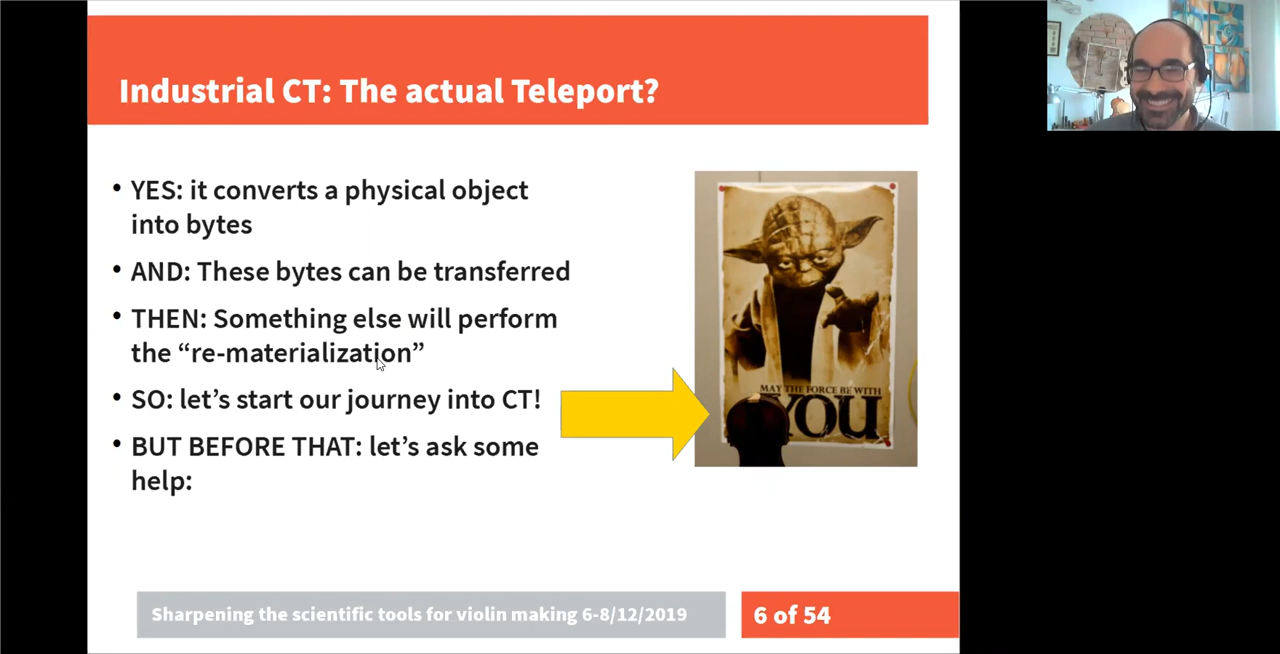 Industrial CT: The actual Teleport?
• YES: it converts a physical object
into bytes
• AND: These bytes can be transferred
• THEN: Something else will perform
the “re-materialization”
• SO: let’s start our journey into CT!
• BUT BEFORE THAT: let’s ask some
help:
MAY THE FORCE BE WITH
YOU
Sharpening the scientific tools for violin making 6-8/12/2019
6 of 54